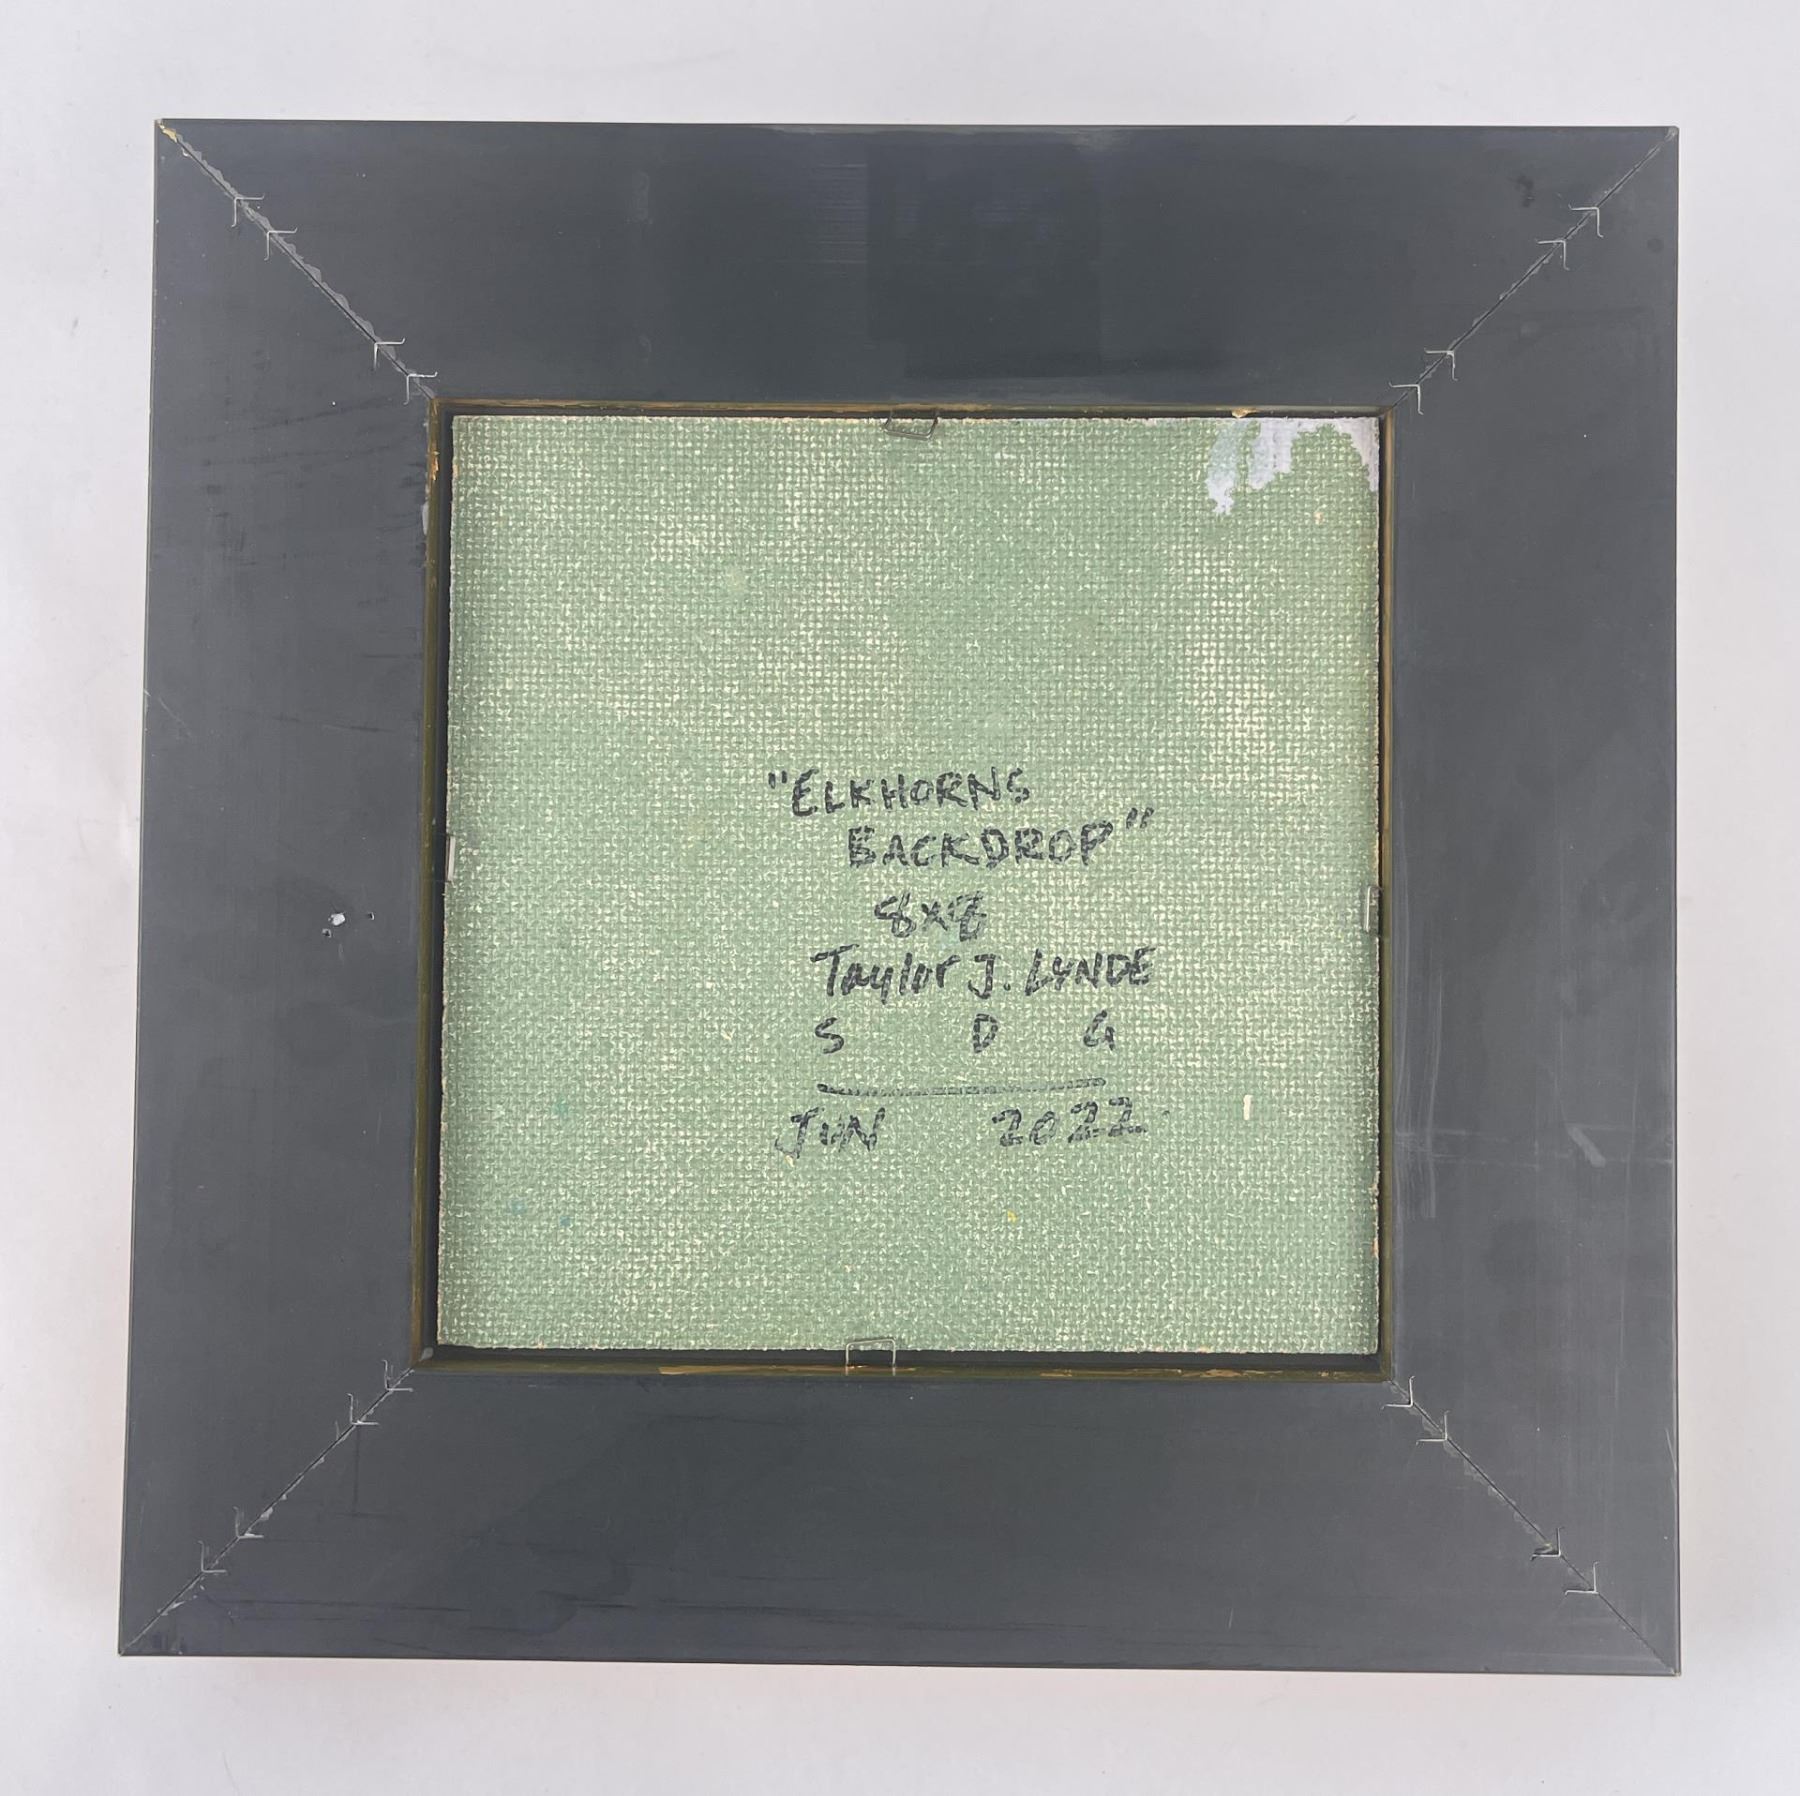 "ELKHORNS
BACKDROP"
8x8
Taylor J. LYNDE
S D G
JUN 2022